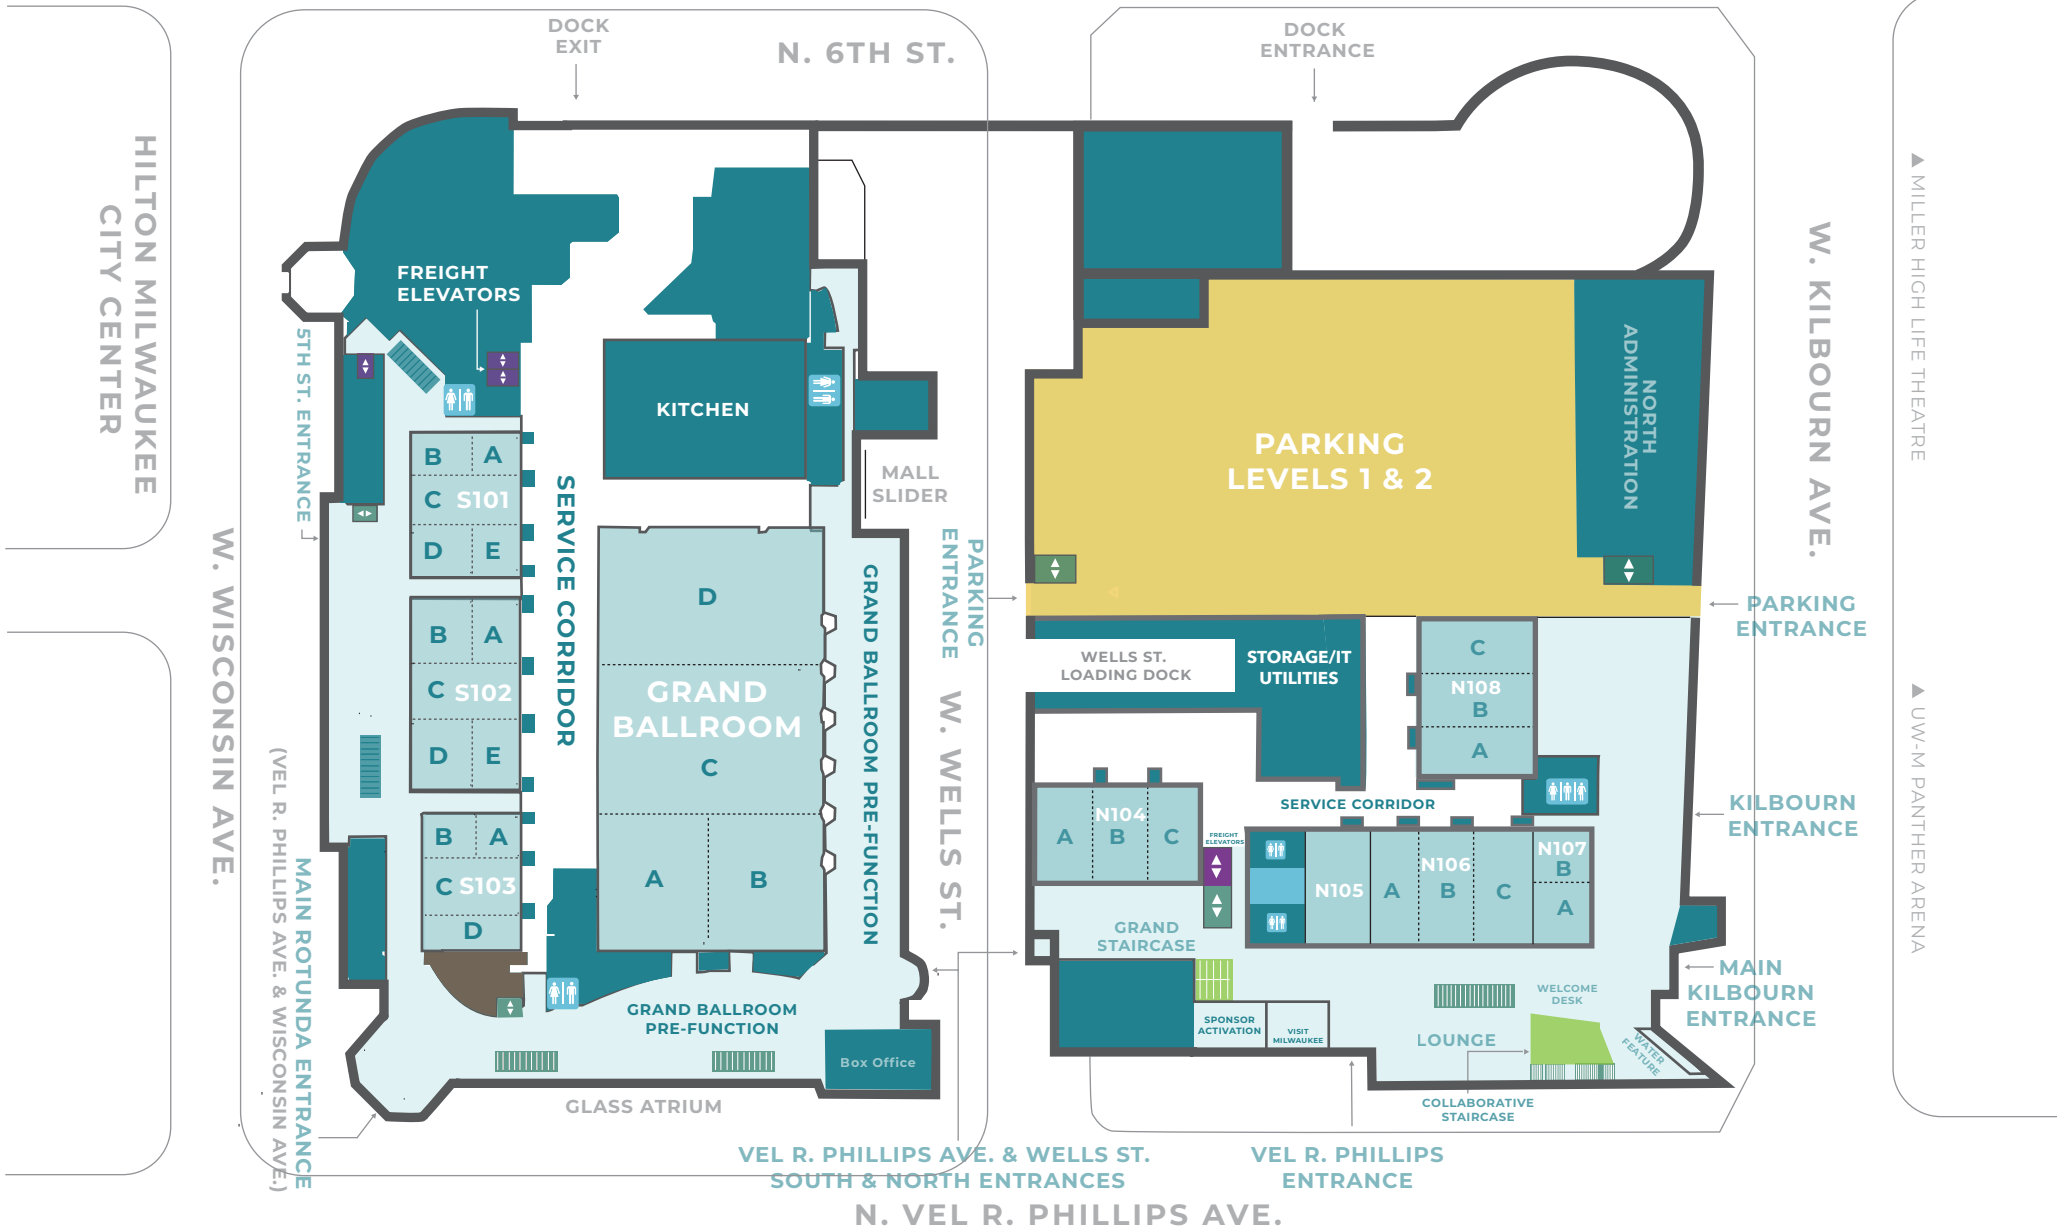 DOCK
EXIT
N. 6TH ST.
DOCK
ENTRANCE
HILTON MILWAUKEE
CITY CENTER
W. WISCONSIN AVE.
5TH ST. ENTRANCE
MAIN ROTUNDA ENTRANCE
(VEL R. PHILLIPS AVE. & WISCONSIN AVE.)
FREIGHT
ELEVATORS
KITCHEN
MALL
SLIDER
B
A
C
S101
D
E
B
A
C
S102
D
E
B
A
C
S103
D
SERVICE CORRIDOR
D
GRAND
BALLROOM
C
A
B
GRAND BALLROOM PRE-FUNCTION
GRAND BALLROOM
PRE-FUNCTION
Box Office
GLASS ATRIUM
PARKING
ENTRANCE
W. WELLS ST.
PARKING
LEVELS 1 & 2
NORTH
ADMINISTRATION
WELLS ST.
LOADING DOCK
STORAGE/IT
UTILITIES
C
N108
B
A
SERVICE CORRIDOR
N104
A
B
C
FREIGHT
ELEVATORS
N105
N106
A
B
C
N107
B
A
GRAND
STAIRCASE
SPONSOR
ACTIVATION
VISIT
MILWAUKEE
LOUNGE
WELCOME
DESK
WATER
FEATURE
COLLABORATIVE
STAIRCASE
W. KILBOURN AVE.
PARKING
ENTRANCE
KILBOURN
ENTRANCE
MAIN
KILBOURN
ENTRANCE
MILLER HIGH LIFE THEATRE
UW-M PANTHER ARENA
VEL R. PHILLIPS AVE. & WELLS ST.
SOUTH & NORTH ENTRANCES
VEL R. PHILLIPS
ENTRANCE
N. VEL R. PHILLIPS AVE.